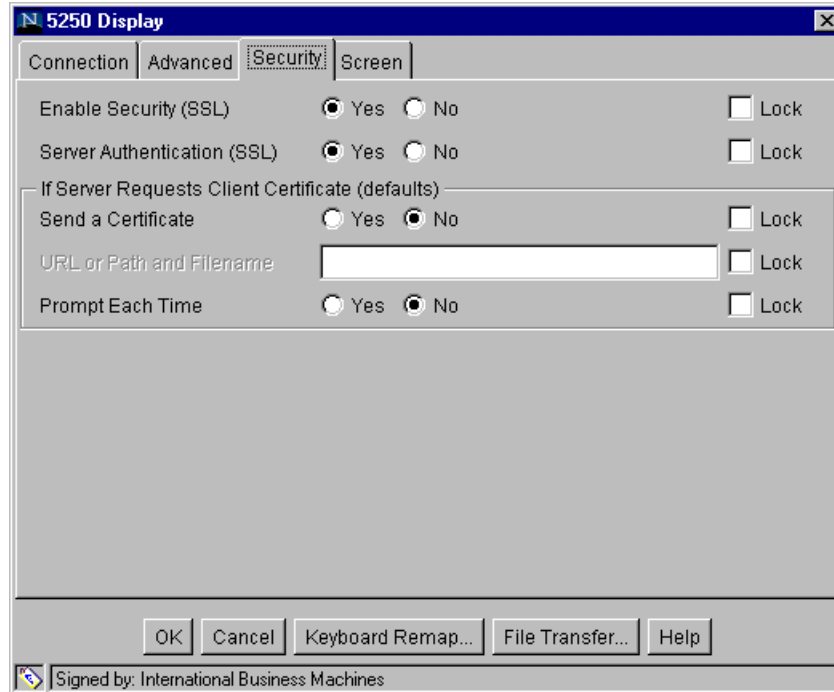 5250 Display
Connection Advanced Security Screen
Enable Security (SSL) Yes No Lock
Server Authentication (SSL) Yes No Lock
If Server Requests Client Certificate (defaults)
Send a Certificate Yes No Lock
URL or Path and Filename Lock
Prompt Each Time Yes No Lock
OK Cancel Keyboard Remap... File Transfer... Help
Signed by: International Business Machines